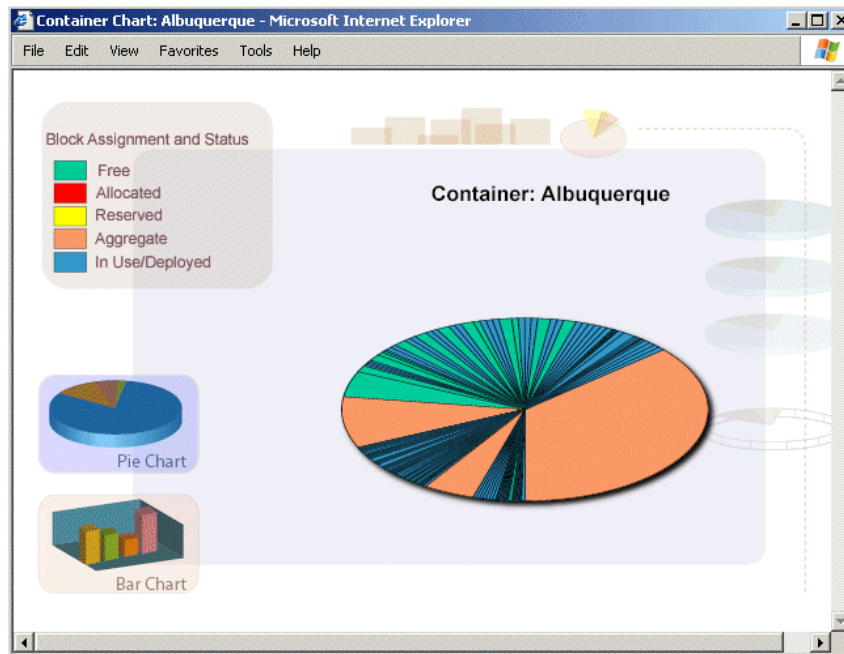 Container Chart: Albuquerque - Microsoft Internet Explorer
File Edit View Favorites Tools Help
Block Assignment and Status
Free
Allocated
Reserved
Aggregate
In Use/Deployed
Container: Albuquerque
Pie Chart
Bar Chart